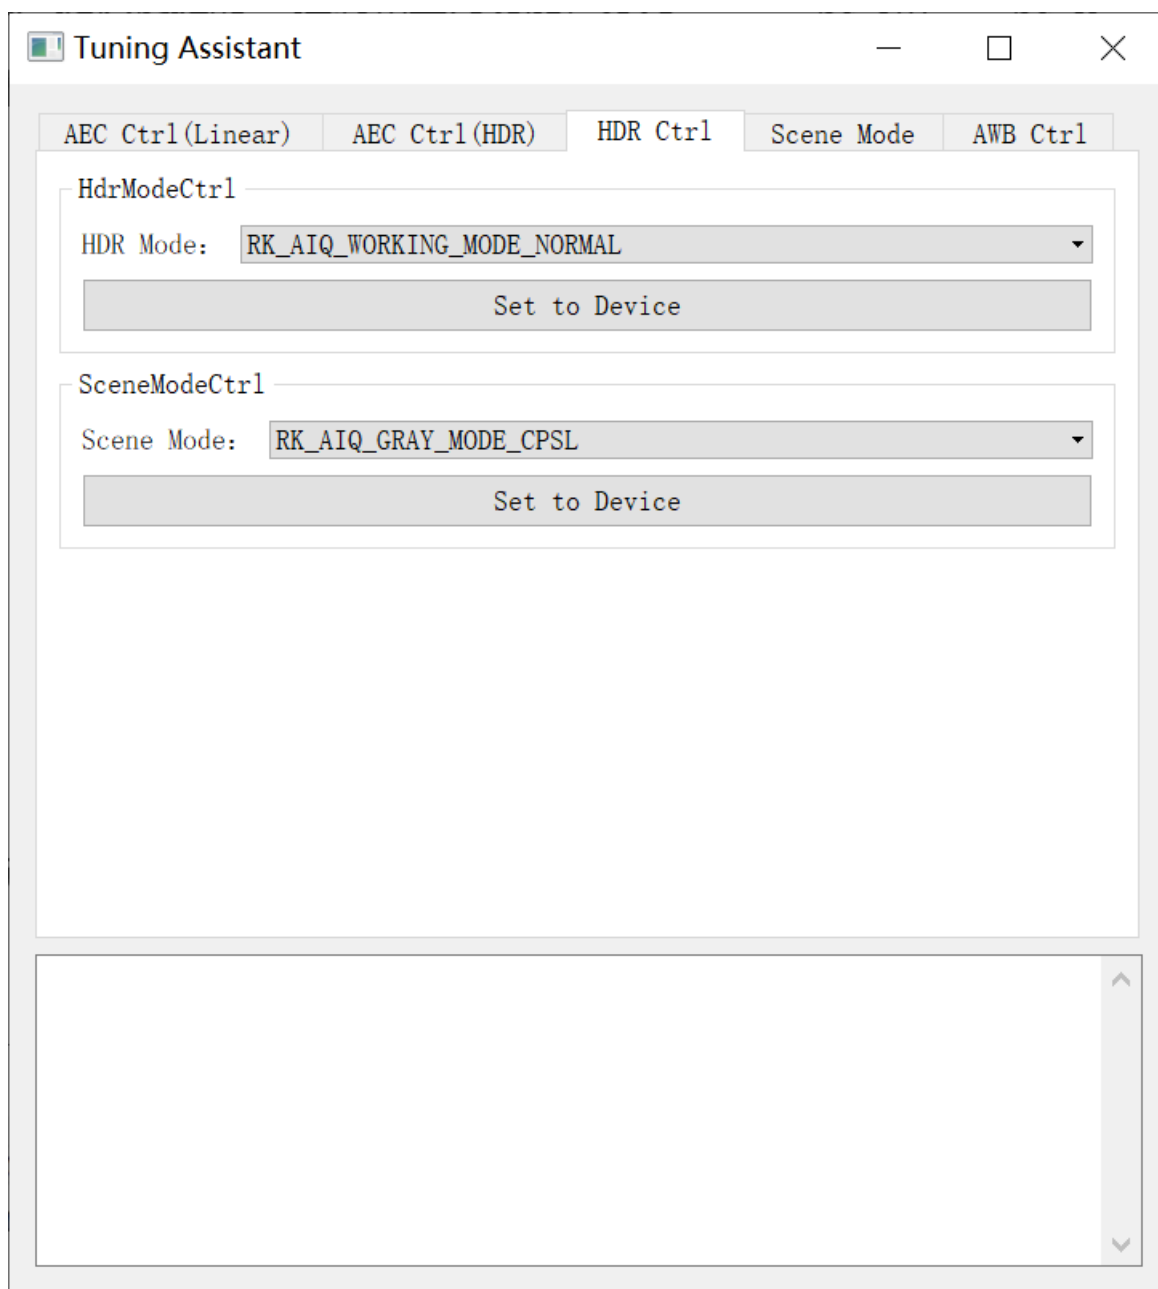 Tuning Assistant
AEC Ctrl(Linear) AEC Ctrl(HDR) HDR Ctrl Scene Mode AWB Ctrl
HdrModeCtrl
HDR Mode: RK_AIQ_WORKING_MODE_NORMAL
Set to Device
SceneModeCtrl
Scene Mode: RK_AIQ_GRAY_MODE_CPSL
Set to Device